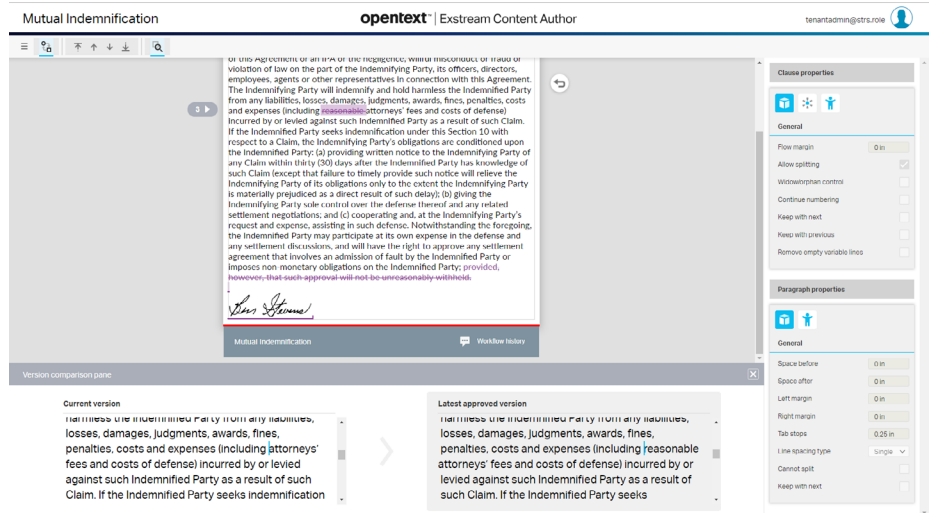 Mutual Indemnification
opentext™ | Exstream Content Author
tenantadmin@strs.role
of this Agreement or an IPA or the negligence, willful misconduct or fraud or
violation of law on the part of the Indemnifying Party, its officers, directors,
employees, agents or other representatives in connection with this Agreement.
The Indemnifying Party will indemnify and hold harmless the Indemnified Party
from any liabilities, losses, damages, judgments, awards, fines, penalties, costs
and expenses (including reasonable attorneys' fees and costs of defense)
incurred by or levied against such Indemnified Party as a result of such Claim.
If the Indemnified Party seeks indemnification under this Section 10 with
respect to a Claim, the Indemnifying Party's obligations are conditioned upon
the Indemnified Party: (a) providing written notice to the Indemnifying Party of
any Claim within thirty (30) days after the Indemnified Party has knowledge of
such Claim (except that failure to timely provide such notice will relieve the
Indemnifying Party of its obligations only to the extent the Indemnifying Party
is materially prejudiced as a direct result of such delay); (b) giving the
Indemnifying Party sole control over the defense thereof and any related
settlement negotiations; and (c) cooperating and, at the Indemnifying Party's
request and expense, assisting in such defense. Notwithstanding the foregoing,
the Indemnified Party may participate at its own expense in the defense and
any settlement discussions, and will have the right to approve any settlement
agreement that involves an admission of fault by the Indemnified Party or
imposes non-monetary obligations on the Indemnified Party; provided,
however, that such approval will not be unreasonably withheld.
Stevens
Mutual Indemnification
Workflow history
Clause properties
General
Flow margin
0 in
Allow splitting
Widow/orphan control
Continue numbering
Keep with next
Keep with previous
Remove empty variable lines
Paragraph properties
General
Space before
0 in
Space after
0 in
Left margin
0 in
Right margin
0 in
Tab stops
0.25 in
Line spacing type
Single
Cannot split
Keep with next
Version comparison pane
Current version
harmless the Indemnified Party from any liabilities,
losses, damages, judgments, awards, fines,
penalties, costs and expenses (including attorneys'
fees and costs of defense) incurred by or levied
against such Indemnified Party as a result of such
Claim. If the Indemnified Party seeks indemnification
Latest approved version
harmless the Indemnified Party from any liabilities,
losses, damages, judgments, awards, fines,
penalties, costs and expenses (including reasonable
attorneys' fees and costs of defense) incurred by or
levied against such Indemnified Party as a result of
such Claim. If the Indemnified Party seeks